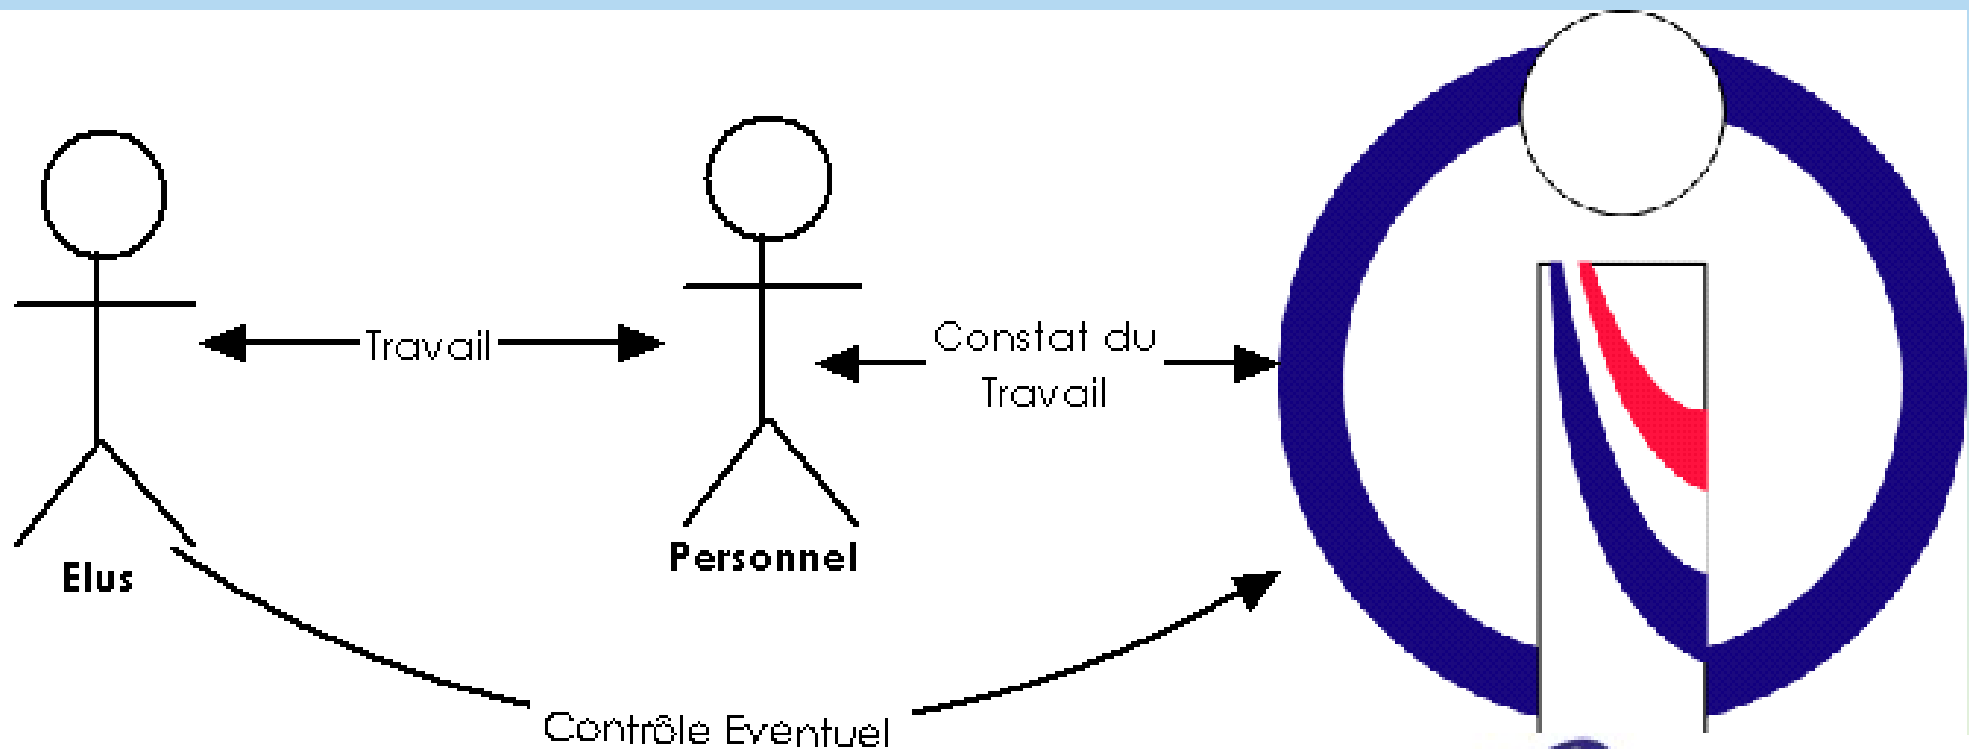 Travail
Constat du
Travail
Personnel
Elus
Contrôle Eventuel